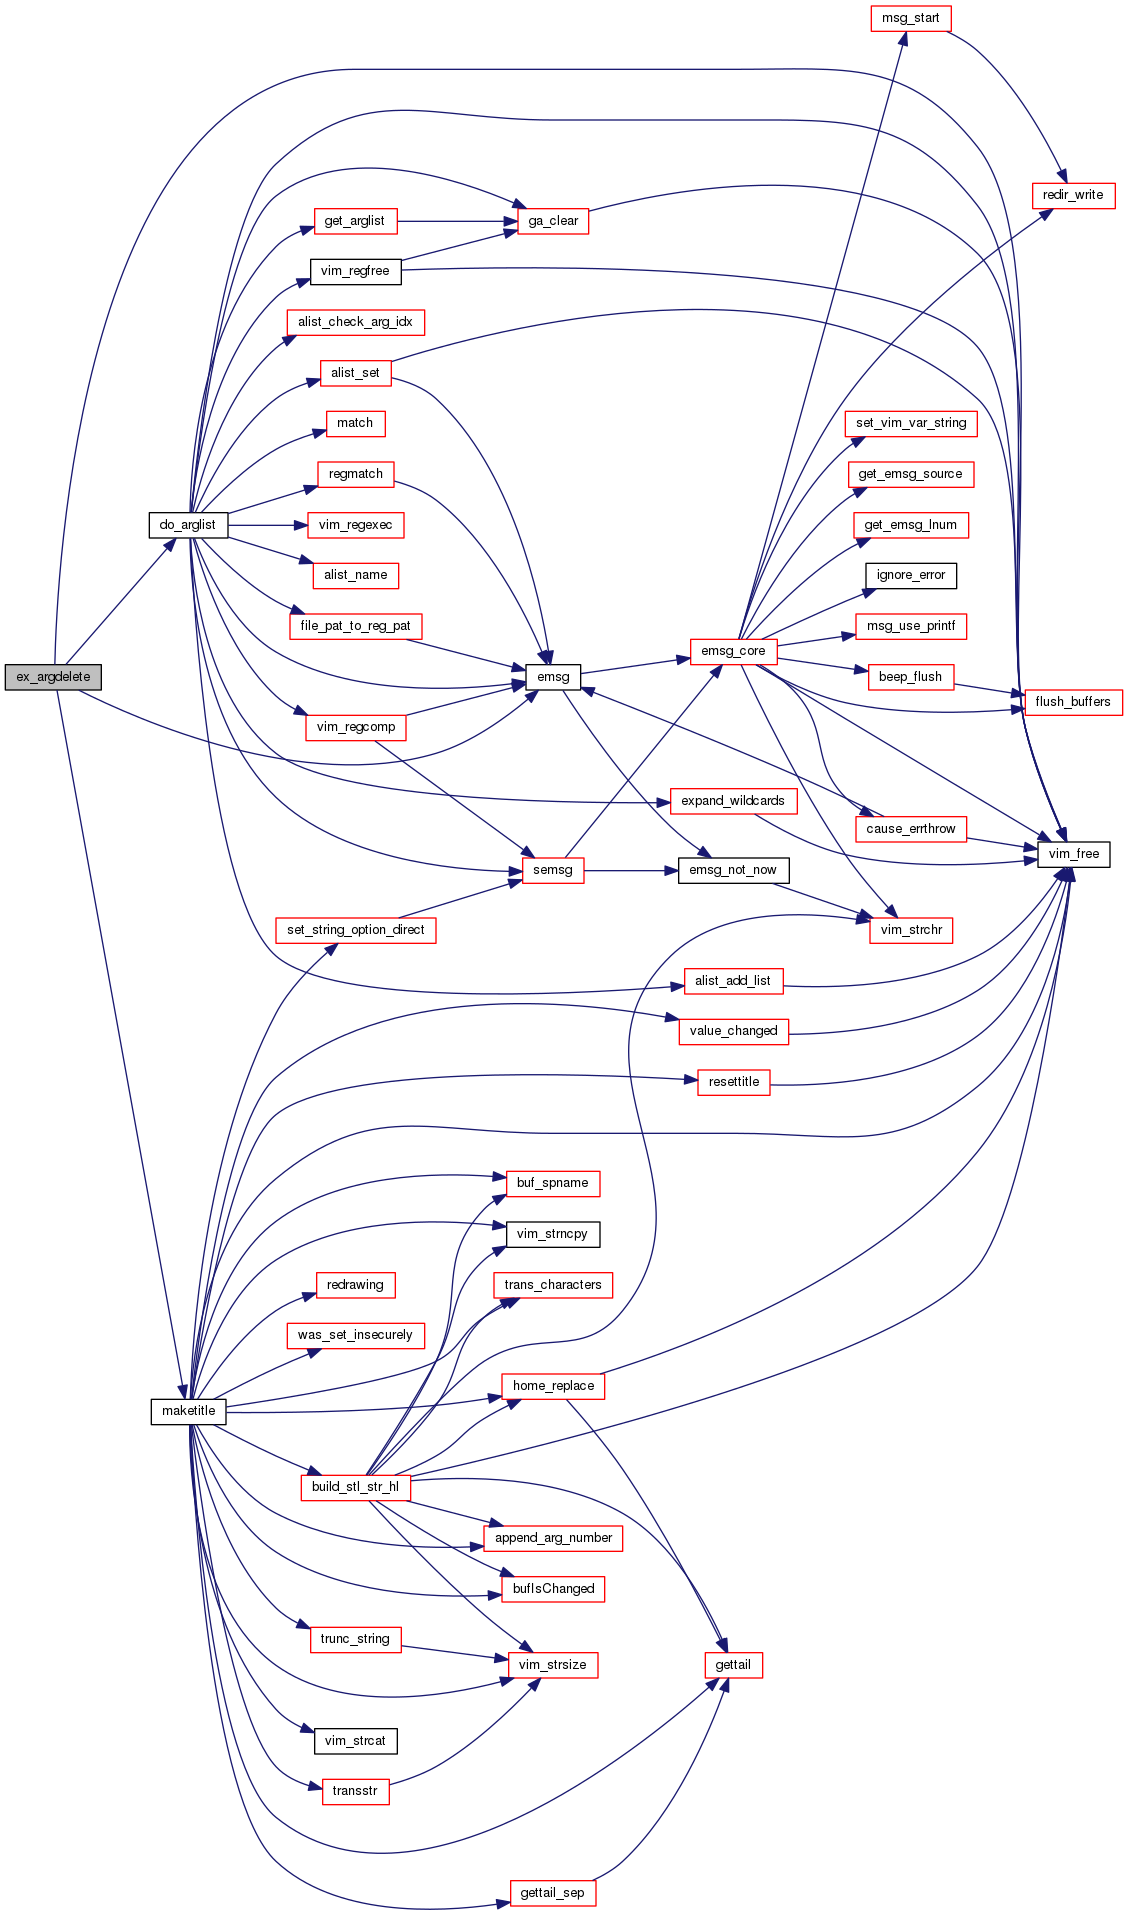 msg_start
redir_write
get_arglist
ga_clear
vim_regfree
alist_check_arg_idx
alist_set
match
set_vim_var_string
regmatch
get_emsg_source
do_arglist
vim_regexec
get_emsg_lnum
alist_name
ignore_error
file_pat_to_reg_pat
msg_use_printf
emsg_core
ex_argdelete
emsg
beep_flush
flush_buffers
vim_regcomp
expand_wildcards
cause_errthrow
vim_free
semsg
emsg_not_now
set_string_option_direct
vim_strchr
alist_add_list
value_changed
resettitle
buf_spname
vim_strncpy
redrawing
trans_characters
was_set_insecurely
home_replace
maketitle
build_stl_str_hl
append_arg_number
bufIsChanged
trunc_string
vim_strsize
gettail
vim_strcat
transstr
gettail_sep